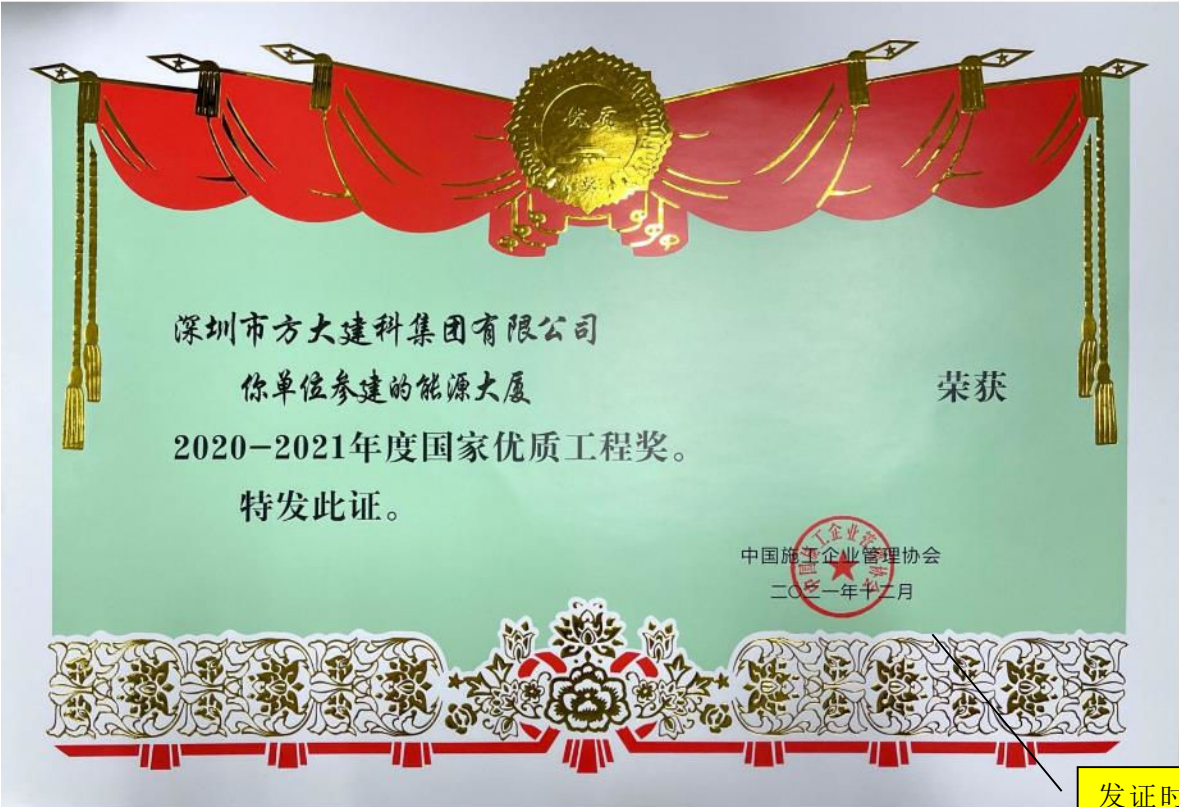 深圳市方大建科集团有限公司
你单位参建的能源大厦 荣获
2020-2021年度国家优质工程奖。
特发此证。
中国施工企业管理协会
二〇二一年十二月
发证时